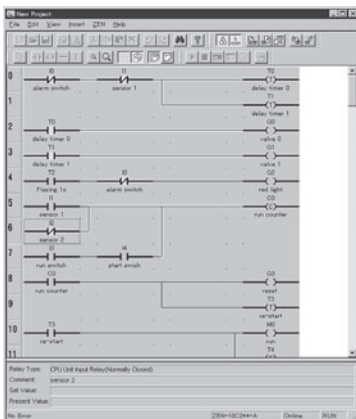 New Project
File Edit View Insert ZEN Help
0 I0 I1 T0
alarm switch sensor 1 delay timer 0
1 T1
delay timer 1
2 T0 Q0
delay timer 0 valve 0
3 T1 Q1
delay timer 1 valve 1
4 T2 I0 Q2
Flasing 1s alarm switch red light
5 I1 C0
sensor 1 run counter
6 I2
sensor 2
7 I3 I4
run switch start swich
8 C0 Q3
run counter reset
9 T3
re-start
10 T3 M0
re-start run
11 T4
Relay Type: CPU Unit Input Relay(Normally Closed)
Comment: sensor 2
Set Value:
Present Value:
No Error ZEN-10C2**-A Online RUN